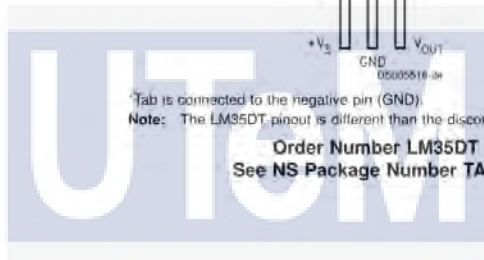 +Vs VOUT
GND
DS005516-24
*Tab is connected to the negative pin (GND).
Note: The LM35DT pinout is different than the discon
Order Number LM35DT
See NS Package Number TA
UTeM